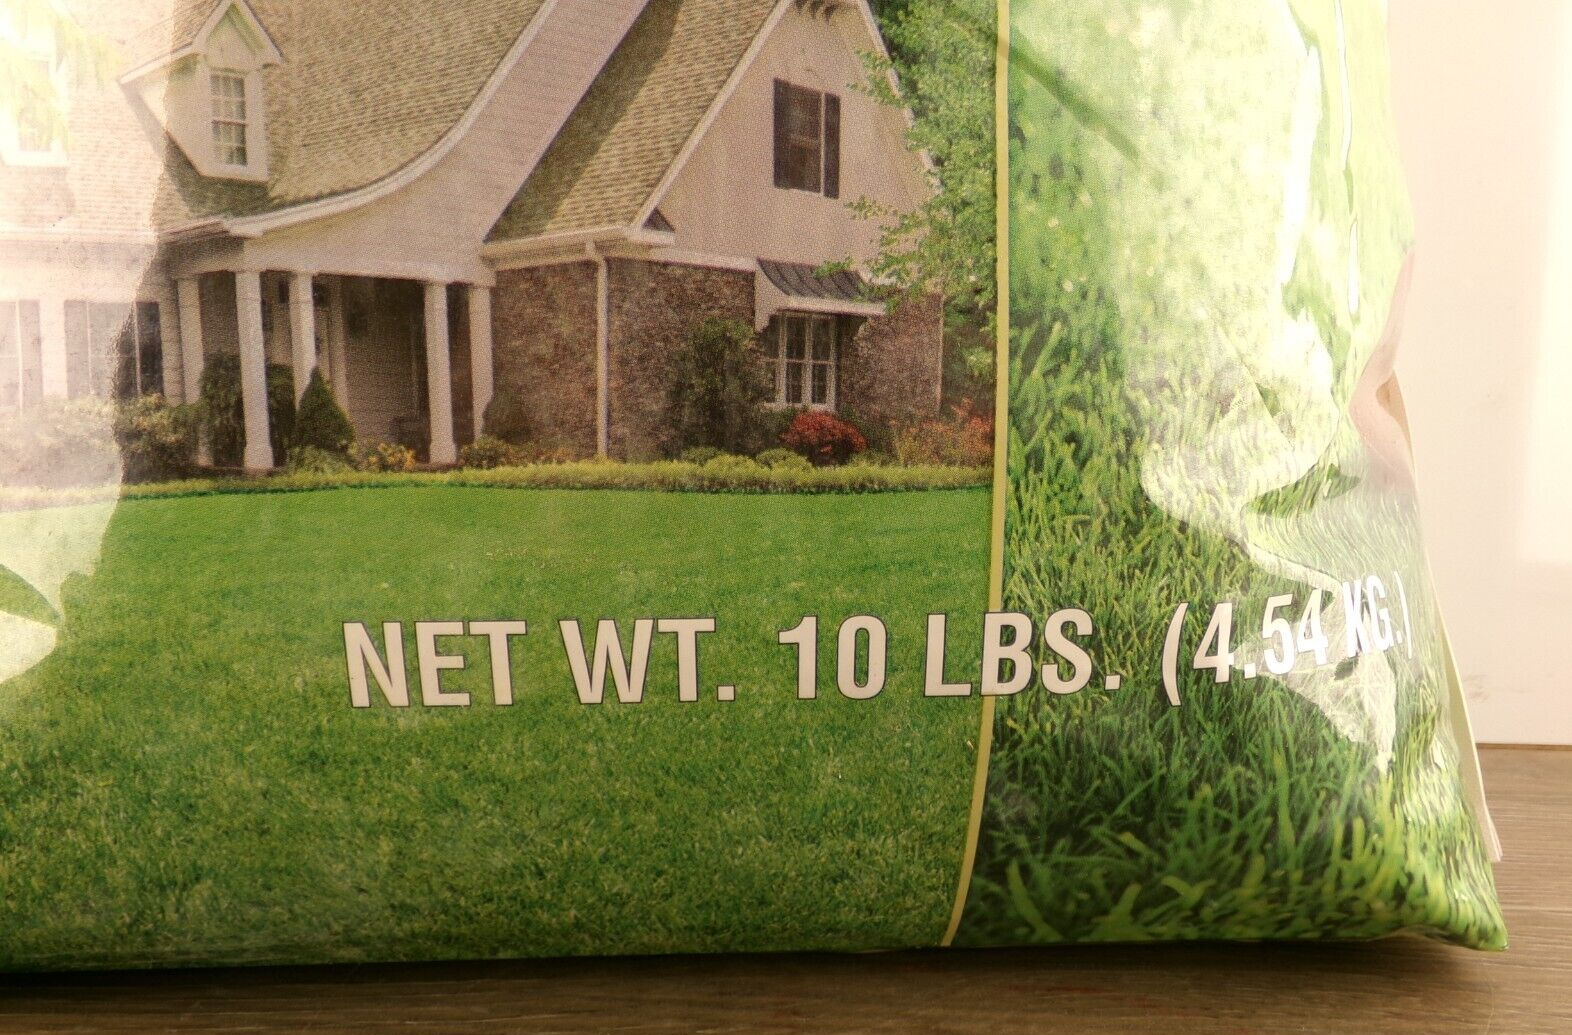 NET WT. 10 LBS. (4.54 KG.)